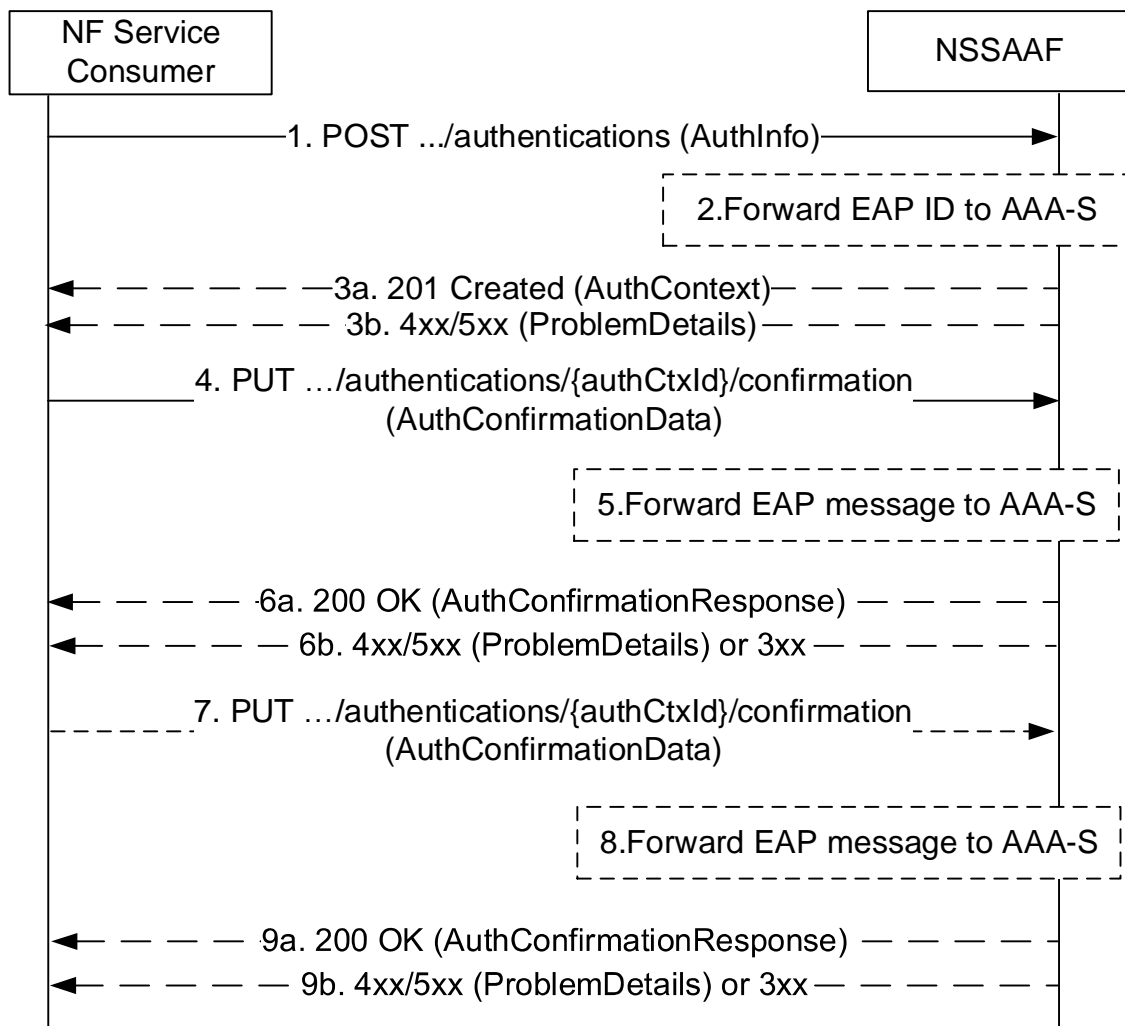 NF Service
Consumer
NSSAAF
1. POST .../authentications (AuthInfo)
2.Forward EAP ID to AAA-S
3a. 201 Created (AuthContext)
3b. 4xx/5xx (ProblemDetails)
4. PUT …/authentications/{authCtxId}/confirmation
(AuthConfirmationData)
5.Forward EAP message to AAA-S
6a. 200 OK (AuthConfirmationResponse)
6b. 4xx/5xx (ProblemDetails) or 3xx
7. PUT …/authentications/{authCtxId}/confirmation
(AuthConfirmationData)
8.Forward EAP message to AAA-S
9a. 200 OK (AuthConfirmationResponse)
9b. 4xx/5xx (ProblemDetails) or 3xx